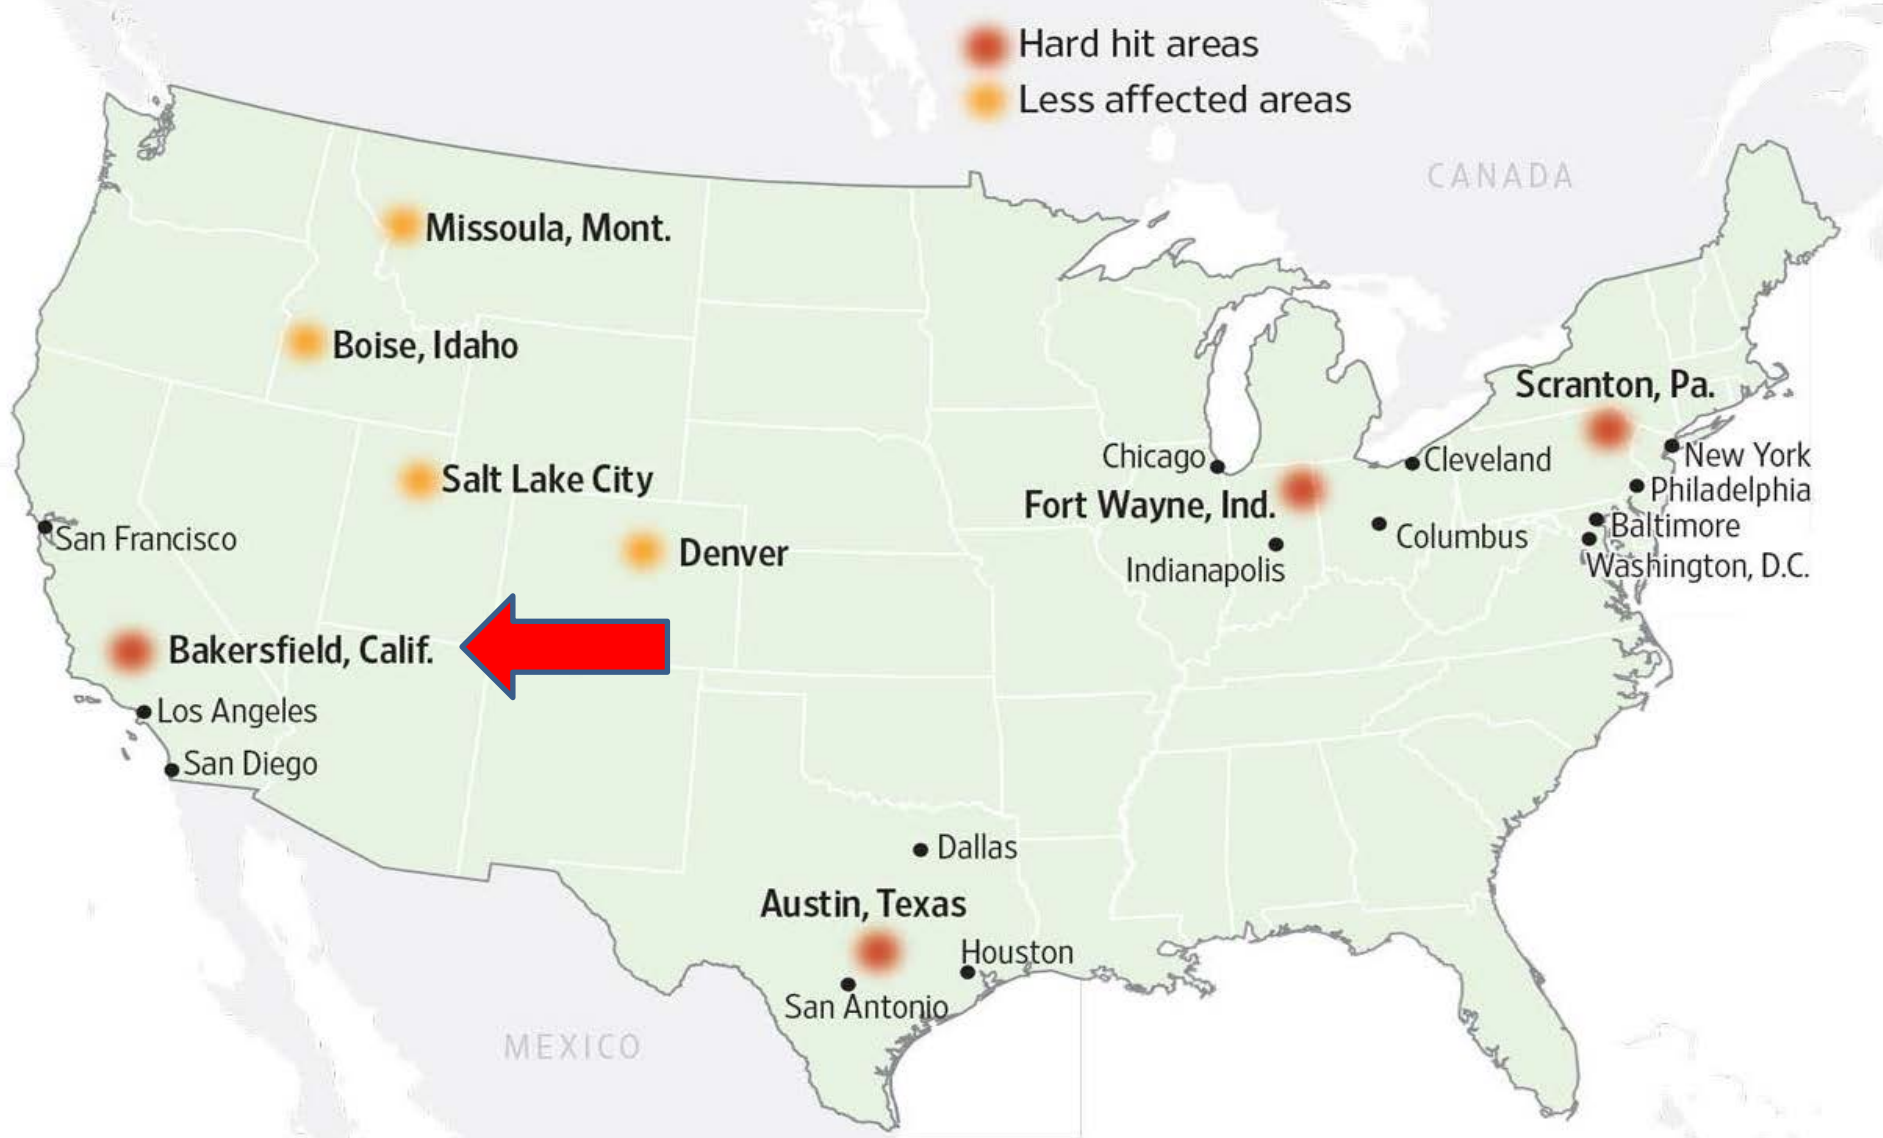 Hard hit areas
Less affected areas
CANADA
Missoula, Mont.
Boise, Idaho
Scranton, Pa.
Chicago
Cleveland
New York
Salt Lake City
Fort Wayne, Ind.
Philadelphia
San Francisco
Denver
Columbus
Baltimore
Indianapolis
Washington, D.C.
Bakersfield, Calif.
Los Angeles
San Diego
Dallas
Austin, Texas
Houston
San Antonio
MEXICO